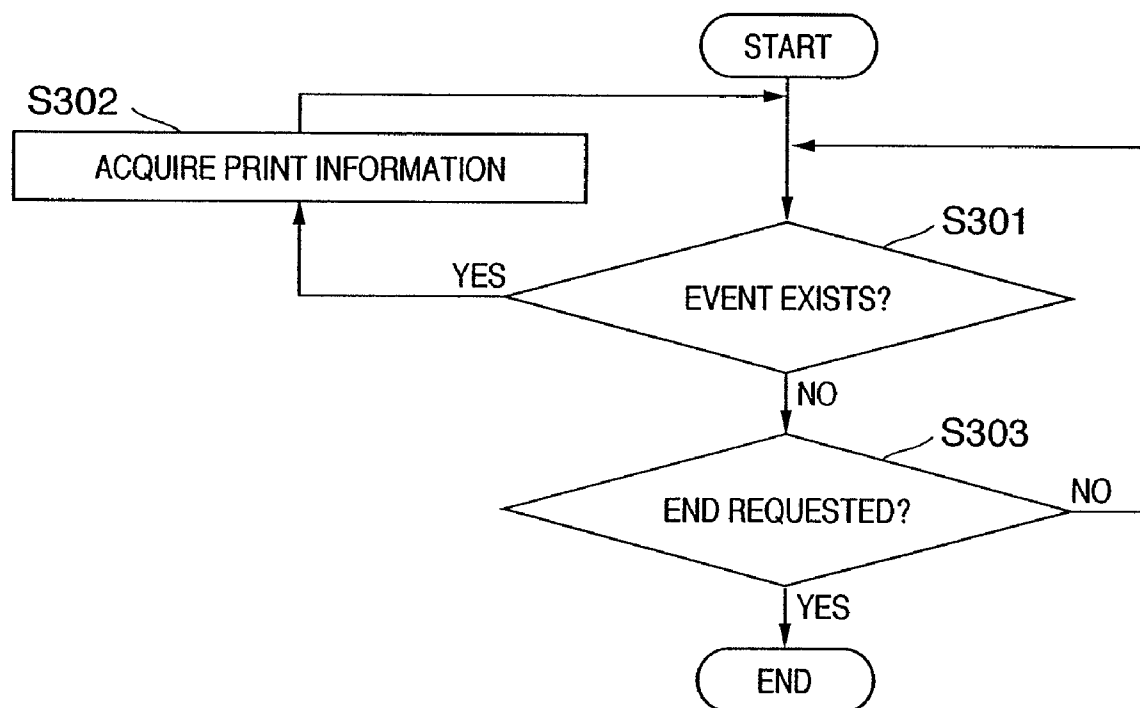 START
S302
ACQUIRE PRINT INFORMATION
S301
YES
EVENT EXISTS?
NO
S303
END REQUESTED?
NO
YES
END